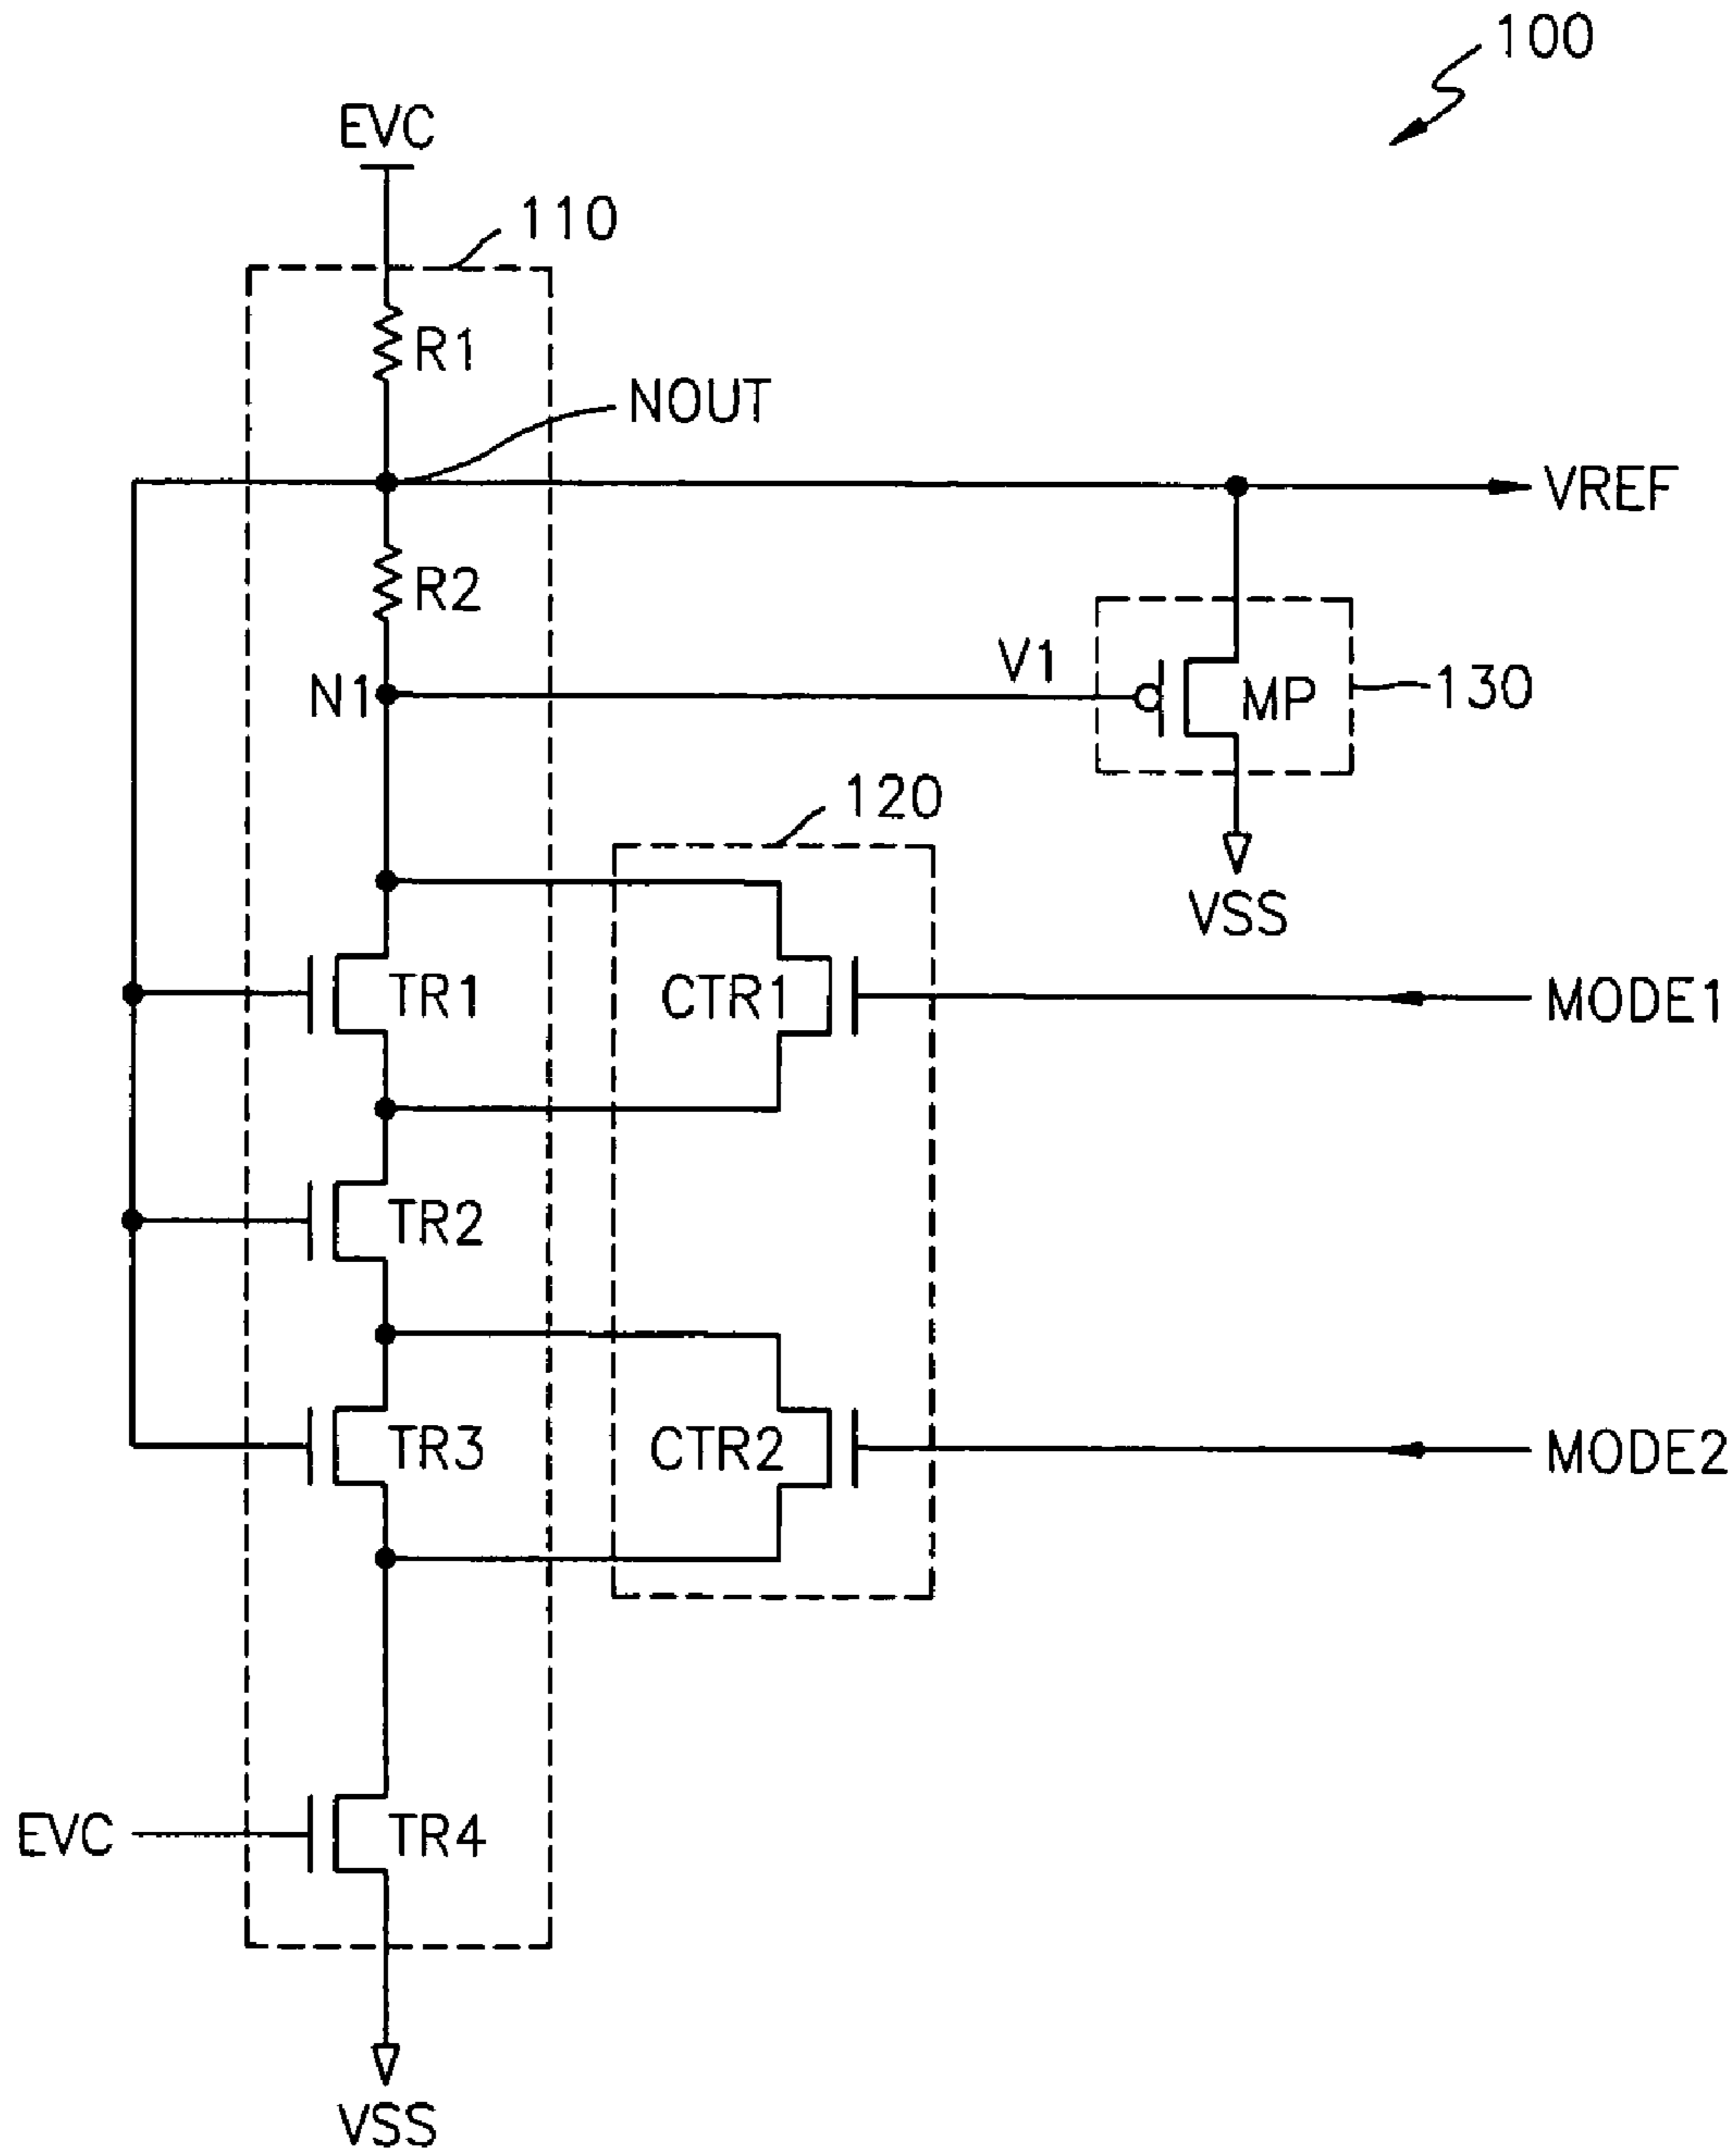 100
EVC
110
R1
NOUT
VREF
R2
V1
N1
MP
130
120
VSS
TR1
CTR1
MODE1
TR2
TR3
CTR2
MODE2
EVC
TR4
VSS